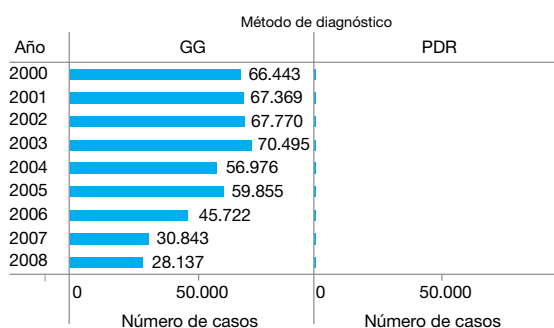 Método de diagnóstico
Año GG PDR
2000 66.443
2001 67.369
2002 67.770
2003 70.495
2004 56.976
2005 59.855
2006 45.722
2007 30.843
2008 28.137
0 50.000 0 50.000
Número de casos Número de casos